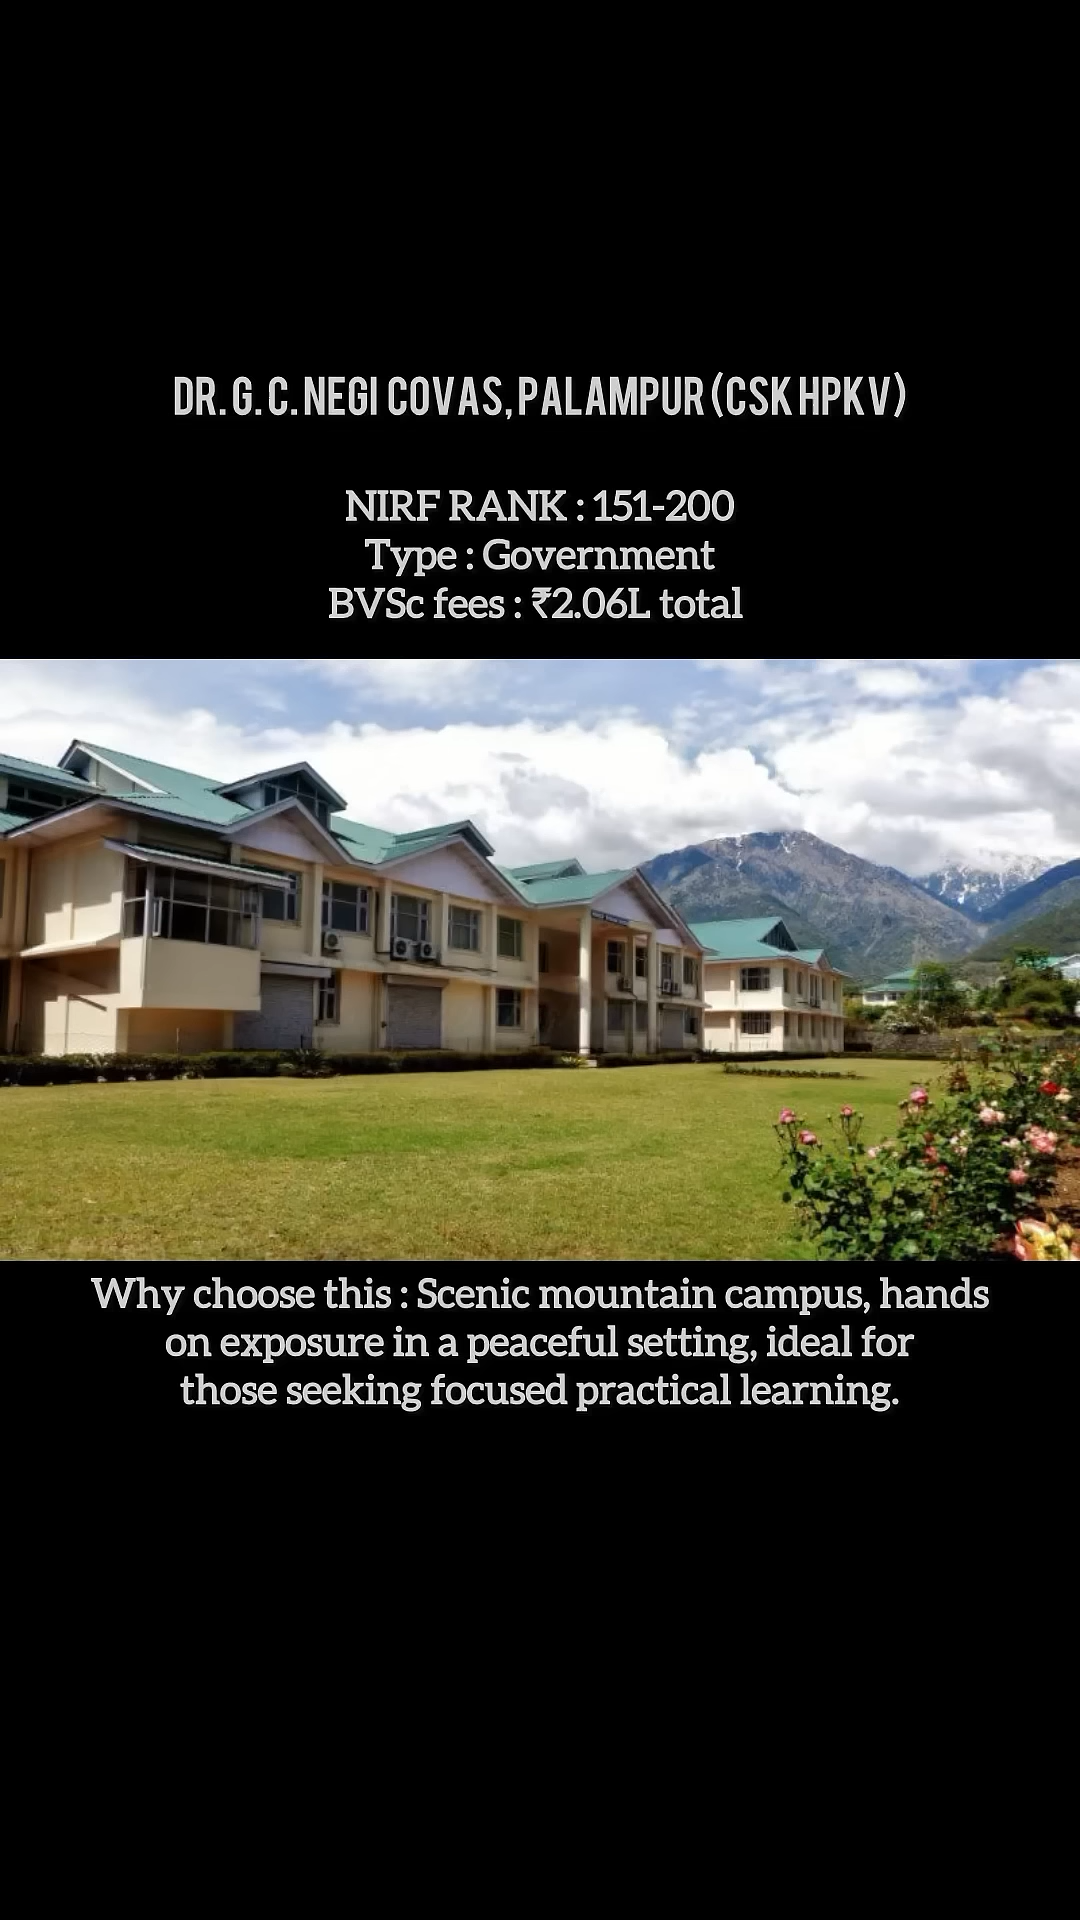 DR. G. C. NEGI COVAS, PALAMPUR (CSK HPKV)
NIRF RANK : 151-200
Type : Government
BVSc fees : ₹2.06L total
Why choose this : Scenic mountain campus, hands
on exposure in a peaceful setting, ideal for
those seeking focused practical learning.